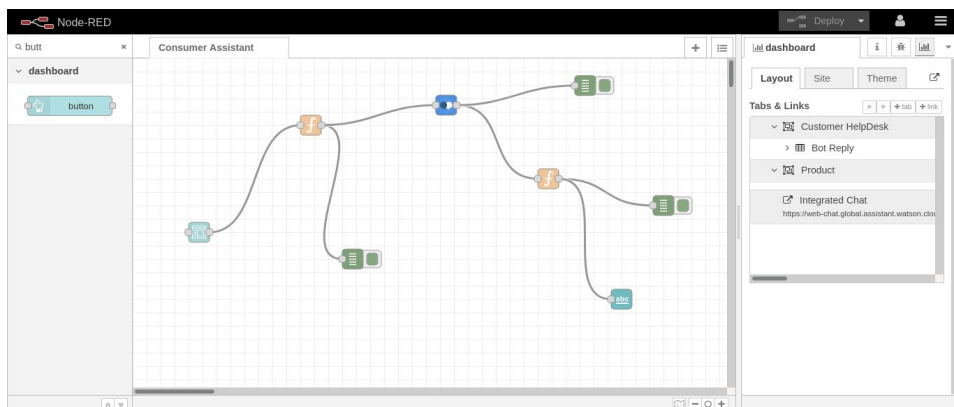 Node-RED
Deploy
butt
dashboard
button
Consumer Assistant
f
f
abc
dashboard
i
Layout
Site
Theme
Tabs & Links
+ tab
+ link
Customer HelpDesk
Bot Reply
Product
Integrated Chat
https://web-chat.global.assistant.watson.clou